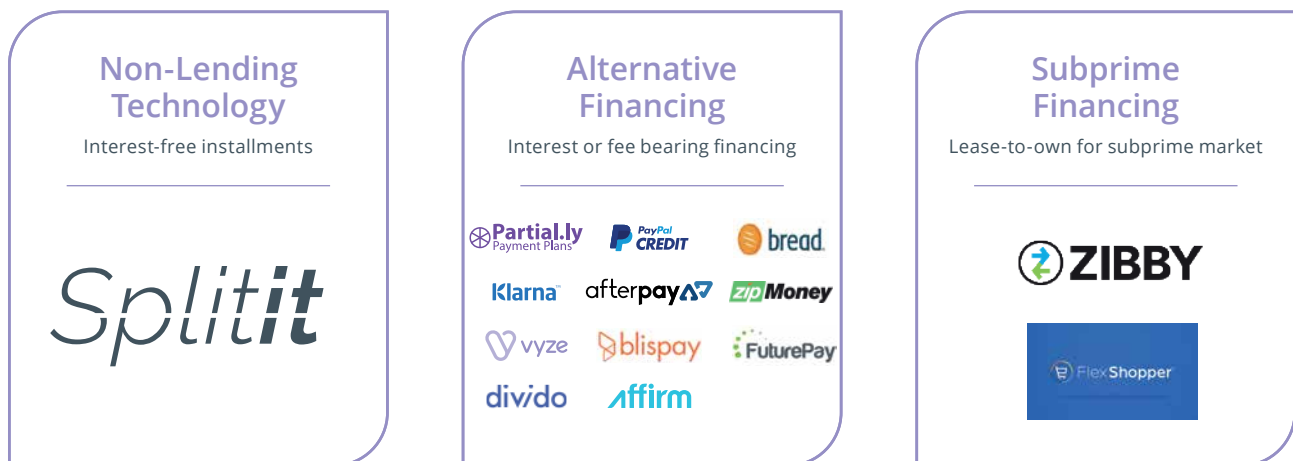 Non-Lending
Technology
Interest-free installments
Splitit
Alternative
Financing
Interest or fee bearing financing
Partial.ly
Payment Plans
PayPal
CREDIT
bread
Klarna
afterpay
zip Money
vyze
blispay
FuturePay
divido
affirm
Subprime
Financing
Lease-to-own for subprime market
ZIBBY
FlexShopper